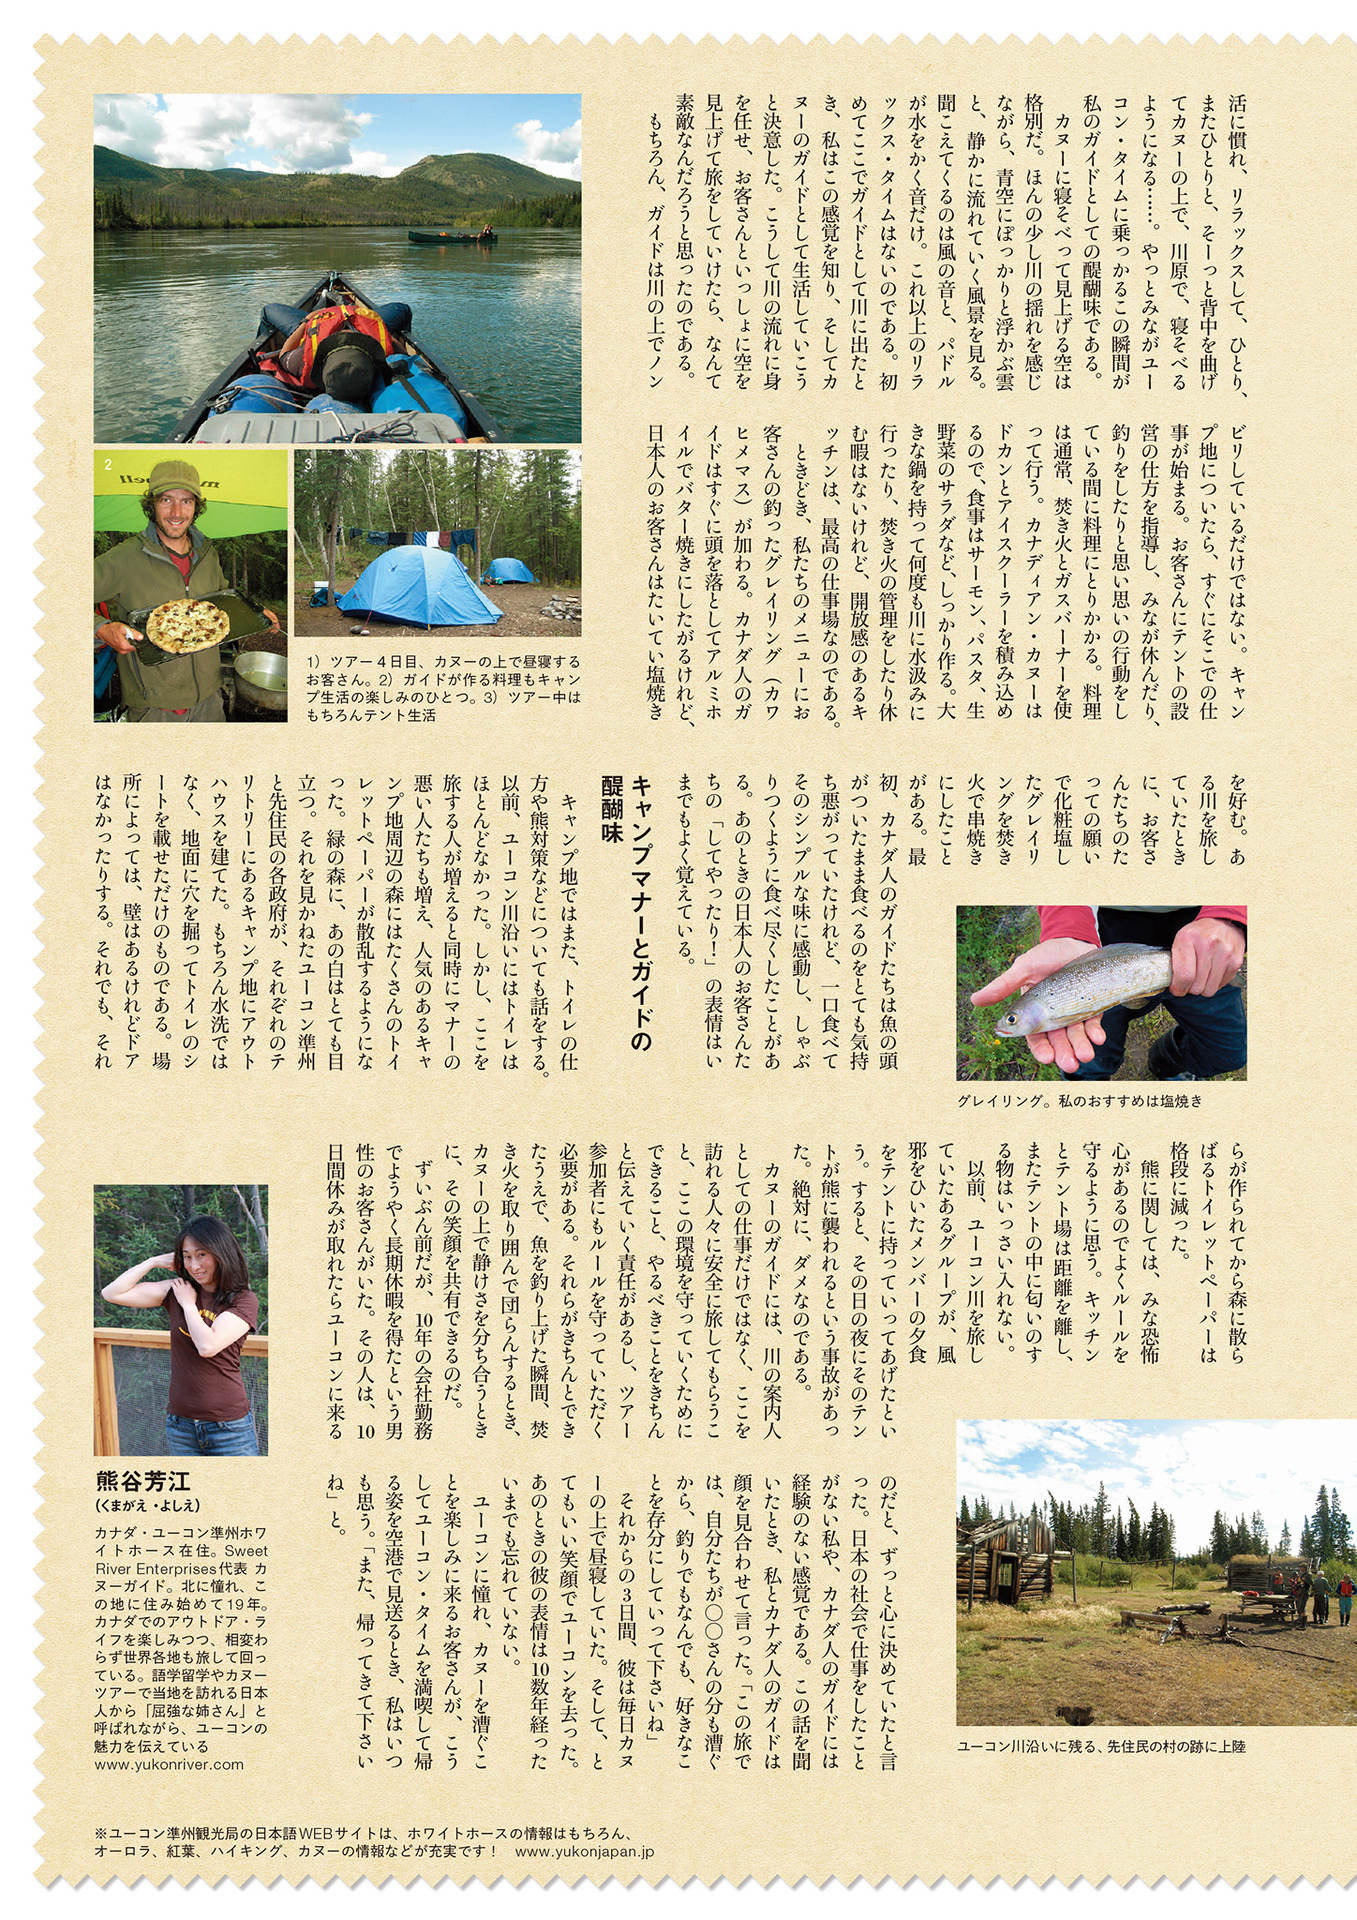 活に慣れ、リラックスして、ひとり、
またひとりと、そーっと背中を曲げ
てカヌーの上で、川原で、寝そべる
ようになる……。やっとみながユー
コン・タイムに乗っかるこの瞬間が
私のガイドとしての醍醐味である。
カヌーに寝そべって見上げる空は
格別だ。ほんの少し川の揺れを感じ
ながら、青空にぽっかりと浮かぶ雲
と、静かに流れていく風景を見る。
聞こえてくるのは風の音と、パドル
が水をかく音だけ。これ以上のリラ
ックス・タイムはないのである。初
めてここでガイドとして川に出たと
き、私はこの感覚を知り、そしてカ
ヌーのガイドとして生活していこう
と決意した。こうして川の流れに身
を任せ、お客さんといっしょに空を
見上げて旅をしていけたら、なんて
素敵なんだろうと思ったのである。
もちろん、ガイドは川の上でノン
ビリしているだけではない。キャン
プ地についたら、すぐにそこでの仕
事が始まる。お客さんにテントの設
営の仕方を指導し、みなが休んだり、
釣りをしたりと思い思いの行動をし
ている間に料理にとりかかる。料理
は通常、焚き火とガスバーナーを使
って行う。カナディアン・カヌーは
ドカンとアイスクーラーを積み込め
るので、食事はサーモン、パスタ、生
野菜のサラダなど、しっかり作る。大
きな鍋を持って何度も川に水汲みに
行ったり、焚き火の管理をしたり休
む暇はないけれど、開放感のあるキ
ッチンは、最高の仕事場なのである。
ときどき、私たちのメニューにお
客さんの釣ったグレイリング（カワ
ヒメマス）が加わる。カナダ人のガ
イドはすぐに頭を落としてアルミホ
イルでバター焼きにしたがるけれど、
日本人のお客さんはたいてい塩焼き
を好む。あ
る川を旅し
ていたとき
に、お客さ
んたちのた
っての願い
で化粧塩し
たグレイリ
ングを焚き
火で串焼き
にしたこと
がある。最
初、カナダ人のガイドたちは魚の頭
がついたまま食べるのをとても気持
ち悪がっていたけれど、一口食べて
そのシンプルな味に感動し、しゃぶ
りつくように食べ尽くしたことがあ
る。あのときの日本人のお客さんた
ちの「してやったり！」の表情はい
までもよく覚えている。
キャンプマナーとガイドの
醍醐味
キャンプ地ではまた、トイレの仕
方や熊対策などについても話をする。
以前、ユーコン川沿いにはトイレは
ほとんどなかった。しかし、ここを
旅する人が増えると同時にマナーの
悪い人たちも増え、人気のあるキャ
ンプ地周辺の森にはたくさんのトイ
レットペーパーが散乱するようにな
った。緑の森に、あの白はとても目
立つ。それを見かねたユーコン準州
と先住民の各政府が、それぞれのテ
リトリーにあるキャンプ地にアウト
ハウスを建てた。もちろん水洗では
なく、地面に穴を掘ってトイレのシ
ートを載せただけのものである。場
所によっては、壁はあるけれどドア
はなかったりする。それでも、それ
らが作られてから森に散ら
ばるトイレットペーパーは
格段に減った。
熊に関しては、みな恐怖
心があるのでよくルールを
守るように思う。キッチン
とテント場は距離を離し、
またテントの中に匂いのす
る物はいっさい入れない。
以前、ユーコン川を旅し
ていたあるグループが、風
邪をひいたメンバーの夕食
をテントに持っていってあげたとい
う。すると、その日の夜にそのテン
トが熊に襲われるという事故があっ
た。絶対に、ダメなのである。
カヌーのガイドには、川の案内人
としての仕事だけではなく、ここを
訪れる人々に安全に旅してもらうこ
と、ここの環境を守っていくために
できること、やるべきことをきちん
と伝えていく責任があるし、ツアー
参加者にもルールを守っていただく
必要がある。それらがきちんとでき
たうえで、魚を釣り上げた瞬間、焚
き火を取り囲んで団らんするとき、
カヌーの上で静けさを分ち合うとき
に、その笑顔を共有できるのだ。
ずいぶん前だが、10年の会社勤務
でようやく長期休暇を得たという男
性のお客さんがいた。その人は、10
日間休みが取れたらユーコンに来る
のだと、ずっと心に決めていたと言
った。日本の社会で仕事をしたこと
がない私や、カナダ人のガイドには
経験のない感覚である。この話を聞
いたとき、私とカナダ人のガイドは
顔を見合わせて言った。「この旅で
は、自分たちが〇〇さんの分も漕ぐ
から、釣りでもなんでも、好きなこ
とを存分にしていって下さいね」
それからの3日間、彼は毎日カヌ
ーの上で昼寝していた。そして、と
てもいい笑顔でユーコンを去った。
あのときの彼の表情は10数年経った
いまでも忘れていない。
ユーコンに憧れ、カヌーを漕ぐこ
とを楽しみに来るお客さんが、こう
してユーコン・タイムを満喫して帰
る姿を空港で見送るとき、私はいつ
も思う。「また、帰ってきて下さい
ね」と。
1
2
3
1）ツアー4日目、カヌーの上で昼寝する
お客さん。2）ガイドが作る料理もキャン
プ生活の楽しみのひとつ。3）ツアー中は
もちろんテント生活
グレイリング。私のおすすめは塩焼き
ユーコン川沿いに残る、先住民の村の跡に上陸
熊谷芳江
（くまがえ・よしえ）
カナダ・ユーコン準州ホワ
イトホース在住。Sweet
River Enterprises代表 カ
ヌーガイド。北に憧れ、こ
の地に住み始めて19年。
カナダでのアウトドア・ラ
イフを楽しみつつ、相変わ
らず世界各地も旅して回っ
ている。語学留学やカヌー
ツアーで当地を訪れる日本
人から「屈強な姉さん」と
呼ばれながら、ユーコンの
魅力を伝えている
www.yukonriver.com
※ユーコン準州観光局の日本語WEBサイトは、ホワイトホースの情報はもちろん、
オーロラ、紅葉、ハイキング、カヌーの情報などが充実です！　www.yukonjapan.jp